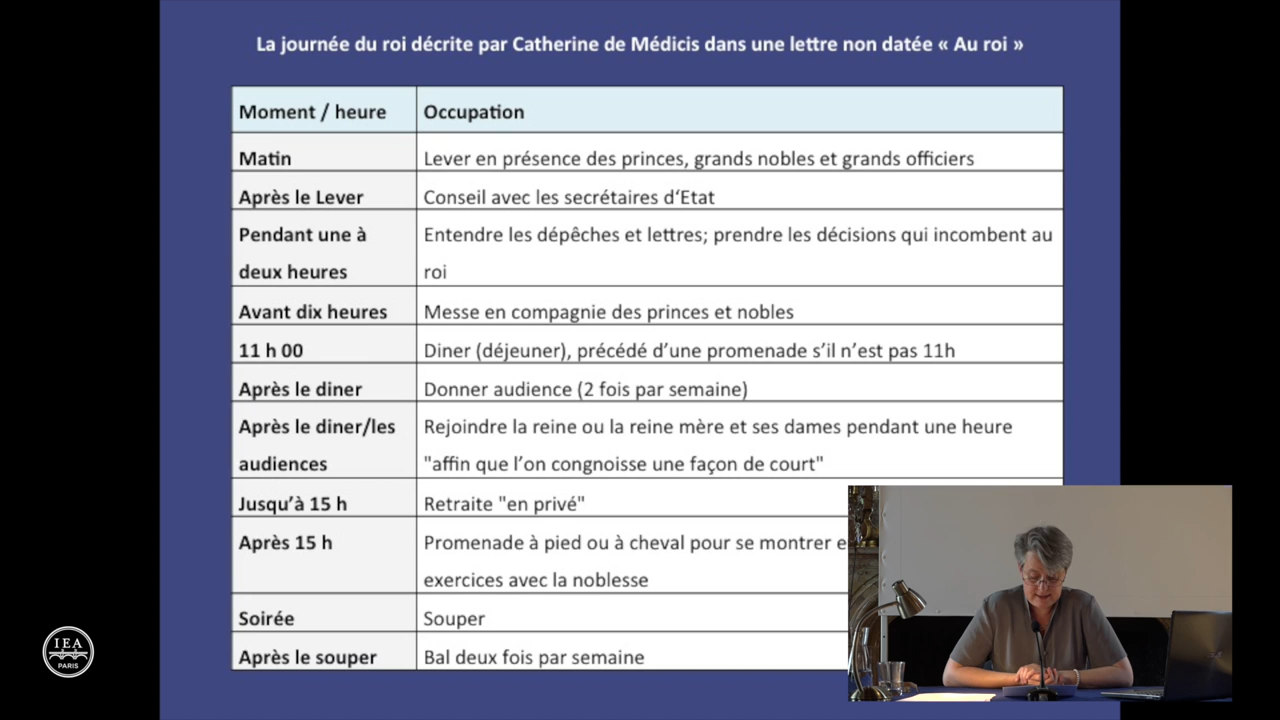 La journée du roi décrite par Catherine de Médicis dans une lettre non datée « Au roi »
Moment / heure
Occupation
Matin
Lever en présence des princes, grands nobles et grands officiers
Après le Lever
Conseil avec les secrétaires d‘Etat
Pendant une à
deux heures
Entendre les dépêches et lettres; prendre les décisions qui incombent au
roi
Avant dix heures
Messe en compagnie des princes et nobles
11 h 00
Diner (déjeuner), précédé d’une promenade s’il n’est pas 11h
Après le diner
Donner audience (2 fois par semaine)
Après le diner/les
audiences
Rejoindre la reine ou la reine mère et ses dames pendant une heure
"affin que l’on congnoisse une façon de court"
Jusqu’à 15 h
Retraite "en privé"
Après 15 h
Promenade à pied ou à cheval pour se montrer
exercices avec la noblesse
Soirée
Souper
Après le souper
Bal deux fois par semaine
IEA
PARIS